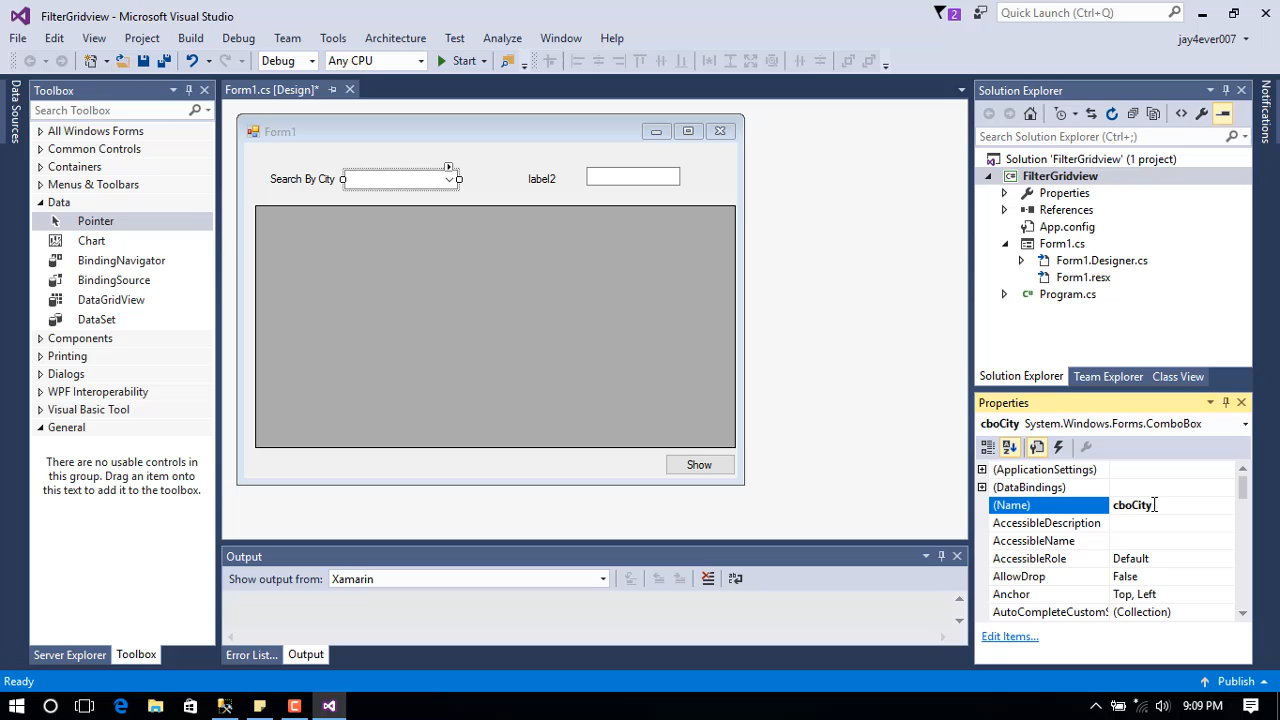 FilterGridview - Microsoft Visual Studio
2
Quick Launch (Ctrl+Q)
File Edit View Project Build Debug Team Tools Architecture Test Analyze Window Help
jay4ever007
Debug Any CPU Start
Data Sources
Toolbox
Search Toolbox
All Windows Forms
Common Controls
Containers
Menus & Toolbars
Data
Pointer
Chart
BindingNavigator
BindingSource
DataGridView
DataSet
Components
Printing
Dialogs
WPF Interoperability
Visual Basic Tool
General
There are no usable controls in
this group. Drag an item onto
this text to add it to the toolbox.
Server Explorer Toolbox
Form1.cs [Design]*
Form1
Search By City
label2
Show
Output
Show output from: Xamarin
Error List... Output
Solution Explorer
Search Solution Explorer (Ctrl+;)
Solution 'FilterGridview' (1 project)
FilterGridview
Properties
References
App.config
Form1.cs
Form1.Designer.cs
Form1.resx
Program.cs
Solution Explorer Team Explorer Class View
Properties
cboCity System.Windows.Forms.ComboBox
(ApplicationSettings)
(DataBindings)
(Name) cboCity
AccessibleDescription
AccessibleName
AccessibleRole Default
AllowDrop False
Anchor Top, Left
AutoCompleteCustomS (Collection)
Edit Items...
Notifications
Ready
Publish
9:09 PM